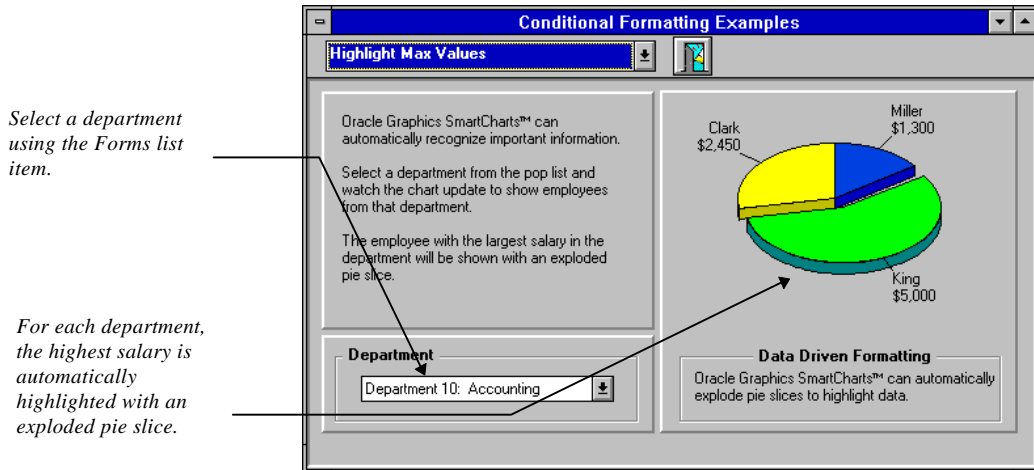 Conditional Formatting Examples
Highlight Max Values
Select a department
using the Forms list
item.
Oracle Graphics SmartCharts™ can
automatically recognize important information.
Select a department from the pop list and
watch the chart update to show employees
from that department.
The employee with the largest salary in the
department will be shown with an exploded
pie slice.
Miller
$1,300
Clark
$2,450
King
$5,000
For each department,
the highest salary is
automatically
highlighted with an
exploded pie slice.
Department
Department 10: Accounting
Data Driven Formatting
Oracle Graphics SmartCharts™ can automatically
explode pie slices to highlight data.